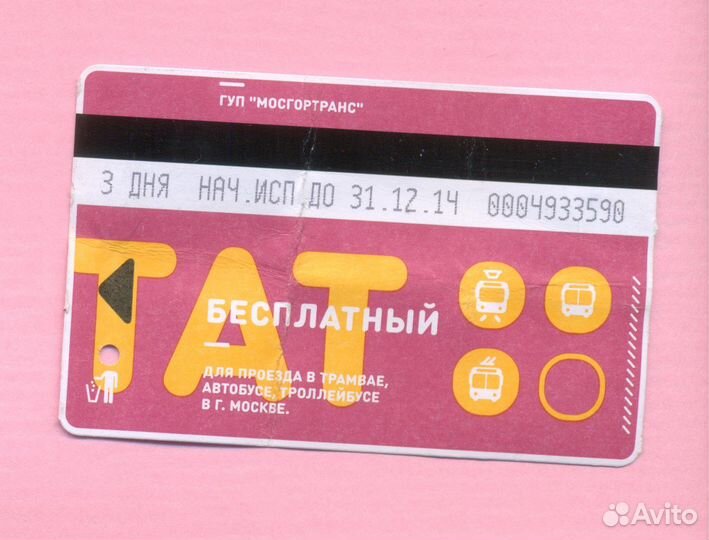 ГУП "МОСГОРТРАНС"
3 ДНЯ НАЧ.ИСП ДО 31.12.14 0004933590
ТАТ
БЕСПЛАТНЫЙ
ДЛЯ ПРОЕЗДА В ТРАМВАЕ,
АВТОБУСЕ, ТРОЛЛЕЙБУСЕ
В Г. МОСКВЕ.
Avito